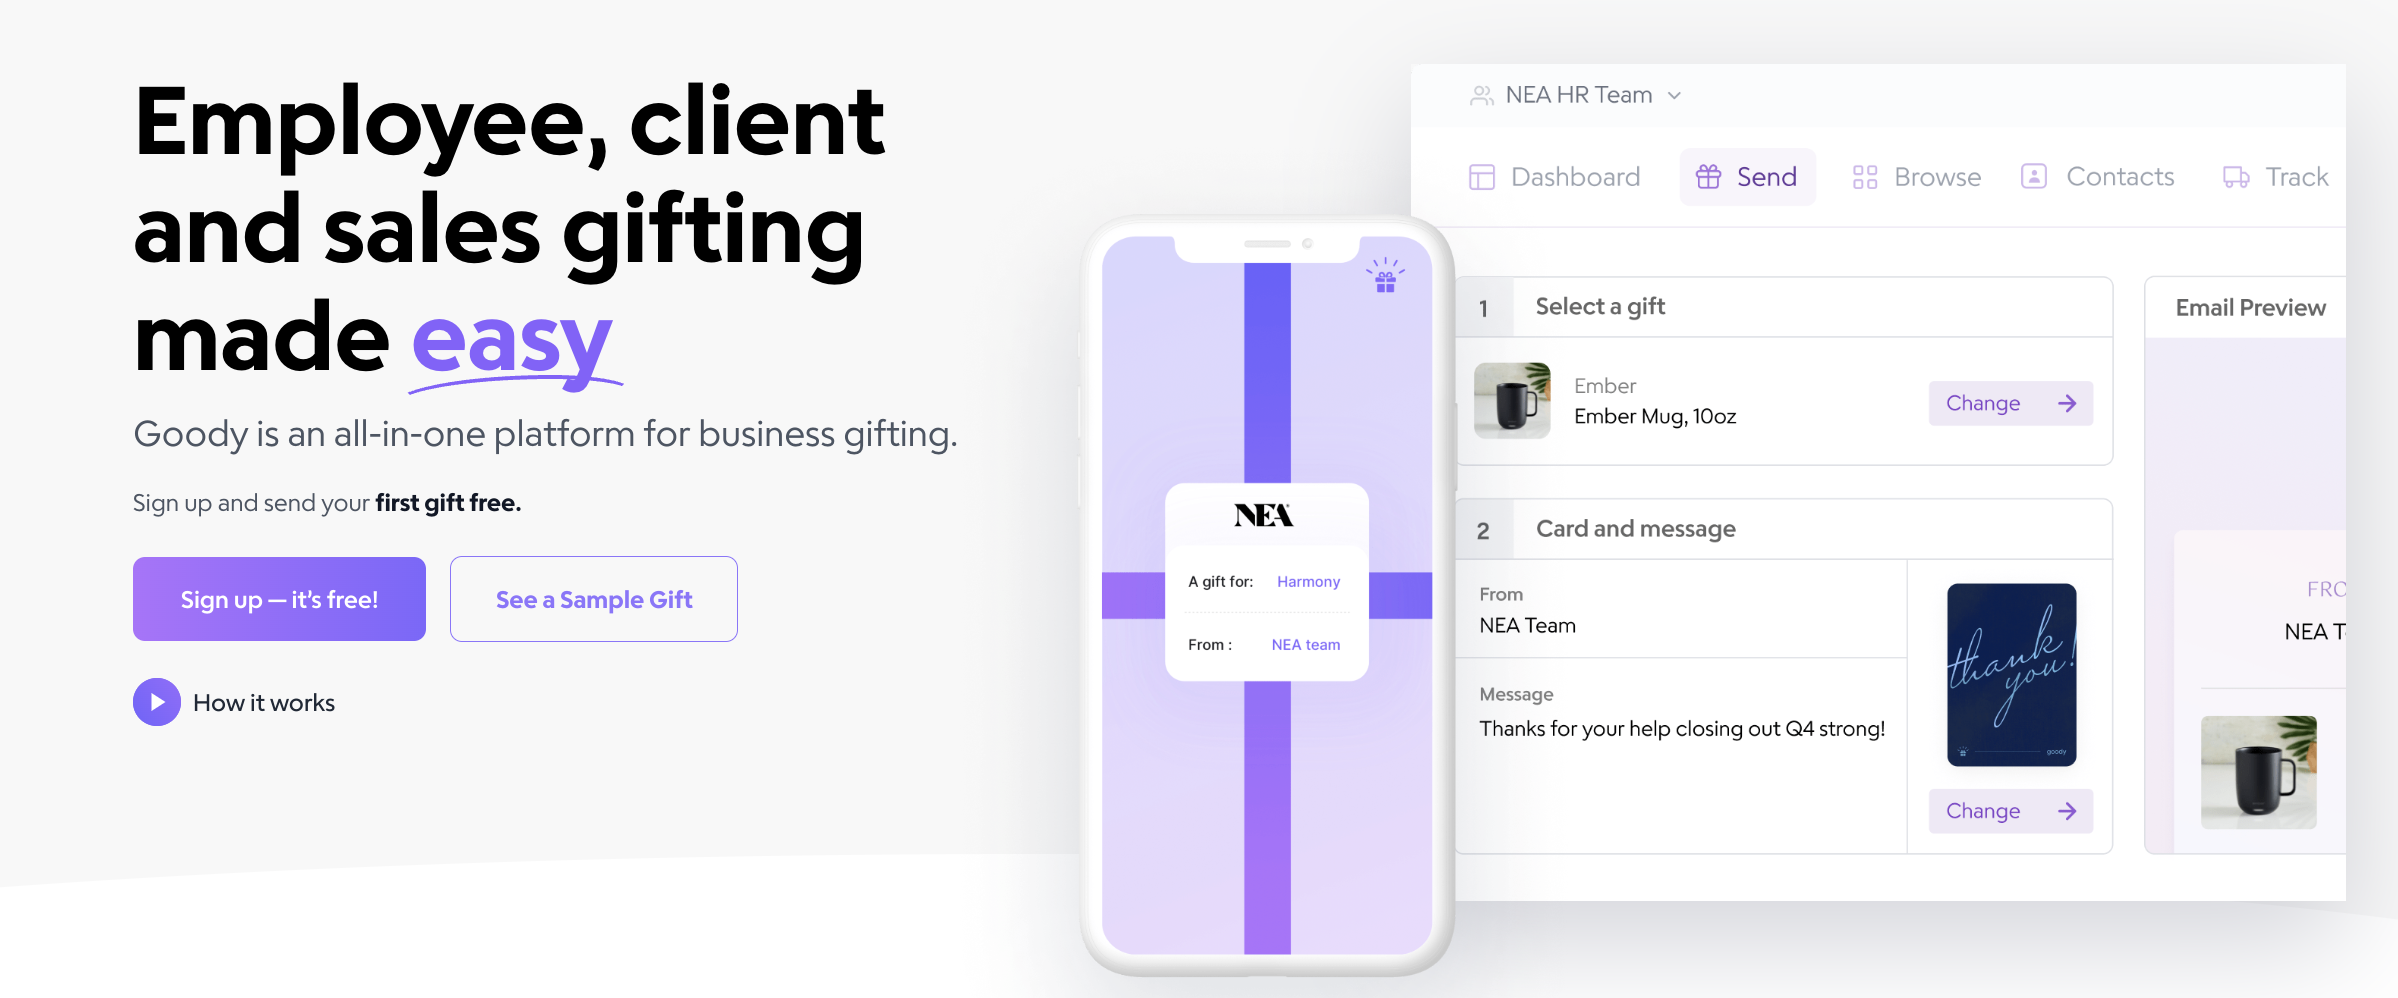 Employee, client
and sales gifting
made easy
Goody is an all-in-one platform for business gifting.
Sign up and send your first gift free.
Sign up — it's free!
See a Sample Gift
How it works
NEA
A gift for: Harmony
From : NEA team
NEA HR Team
Dashboard
Send
Browse
Contacts
Track
1 Select a gift
Ember
Ember Mug, 10oz
Change
2 Card and message
From
NEA Team
Message
Thanks for your help closing out Q4 strong!
thank
you!
goody
Change
Email Preview
FRO
NEA T